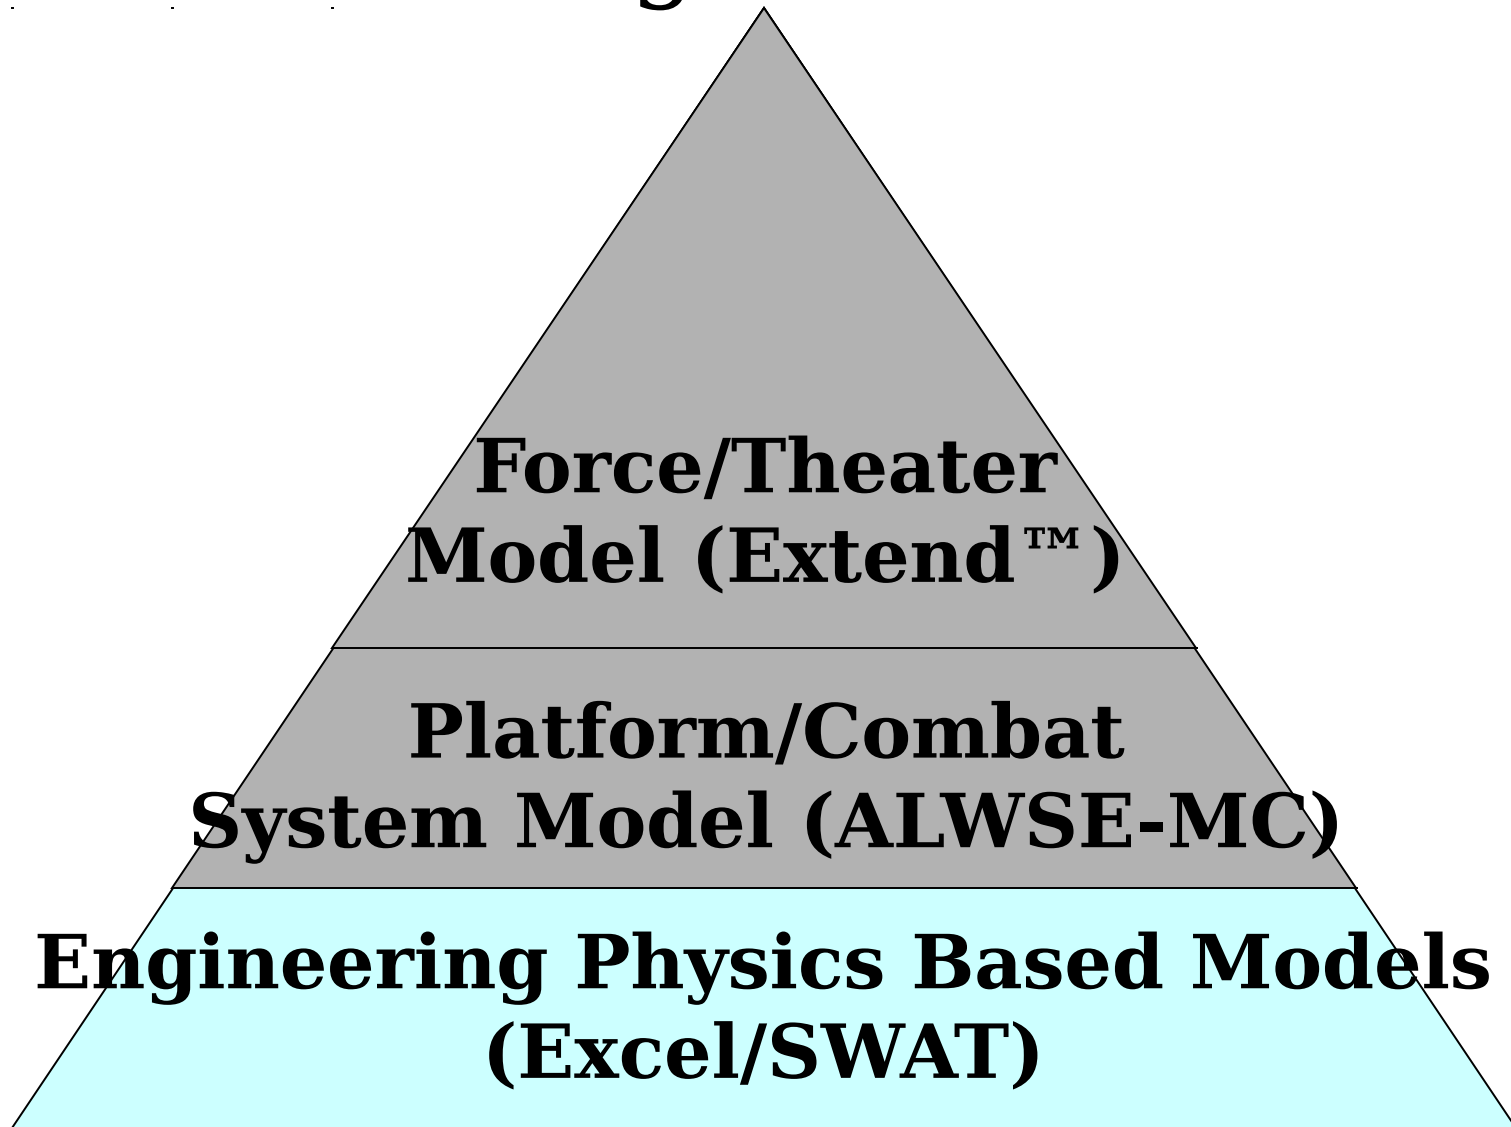 Force/Theater
Model (Extend™)
Platform/Combat
System Model (ALWSE-MC)
Engineering Physics Based Models
(Excel/SWAT)